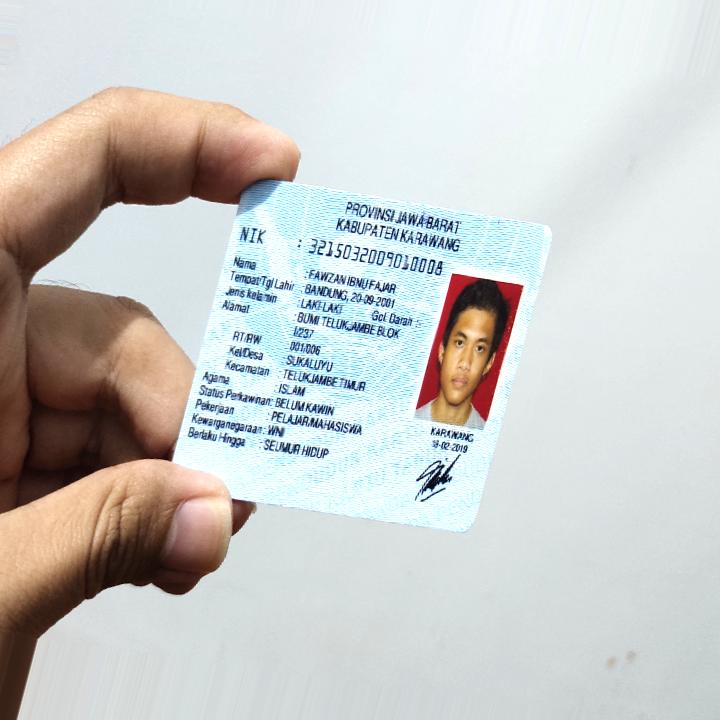 PROVINSI JAWA BARAT
KABUPATEN KARAWANG
NIK : 3215032009010008
Nama : FAWZAN IBNU FAJAR
Tempat/Tgl Lahir : BANDUNG, 20-09-2001
Jenis kelamin : LAKI-LAKI Gol. Darah : -
Alamat : BUMI TELUKJAMBE BLOK
I/237
RT/RW 001/006
Kel/Desa : SUKALUYU
Kecamatan : TELUKJAMBE TIMUR
Agama : ISLAM
Status Perkawinan: BELUM KAWIN
Pekerjaan : PELAJAR/MAHASISWA
Kewarganegaraan: WNI
Berlaku Hingga : SEUMUR HIDUP
KARAWANG
18-02-2019